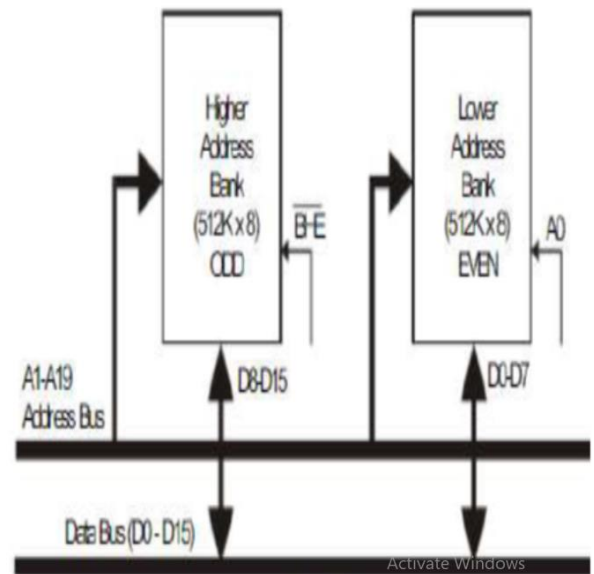 Higher
Address
Bank
(512K x 8)
ODD
BHE
Lower
Address
Bank
(512K x 8)
EVEN
A0
A1-A19
Address Bus
D8-D15
D0-D7
Data Bus (D0 - D15)
Activate Windows